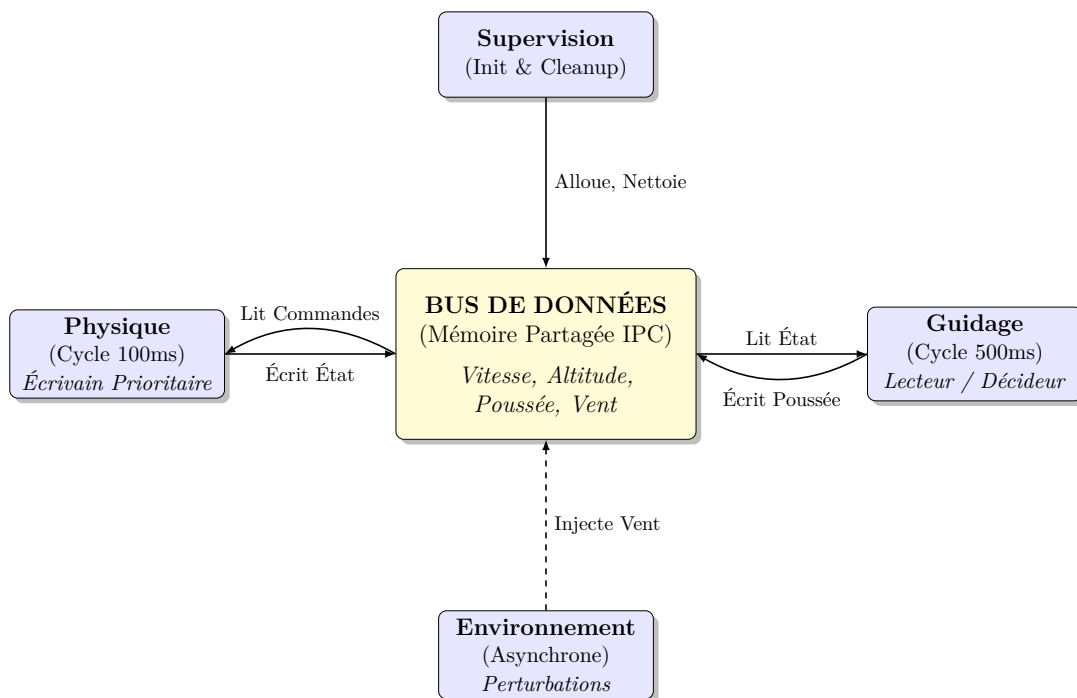 Supervision
(Init & Cleanup)
Alloue, Nettoie
BUS DE DONNÉES
(Mémoire Partagée IPC)
Vitesse, Altitude,
Poussée, Vent
Physique
(Cycle 100ms)
Écrivain Prioritaire
Lit Commandes
Écrit État
Lit État
Écrit Poussée
Guidage
(Cycle 500ms)
Lecteur / Décideur
Injecte Vent
Environnement
(Asynchrone)
Perturbations